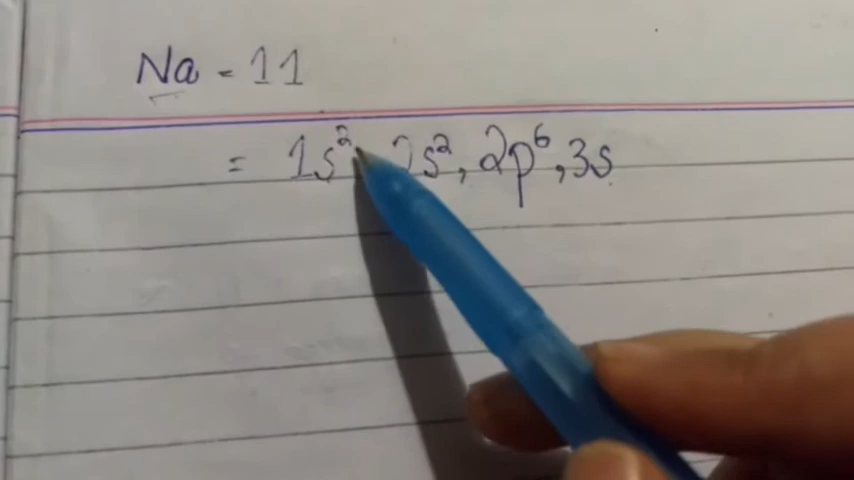 Na = 11
= 1s², 2s², 2p⁶, 3s